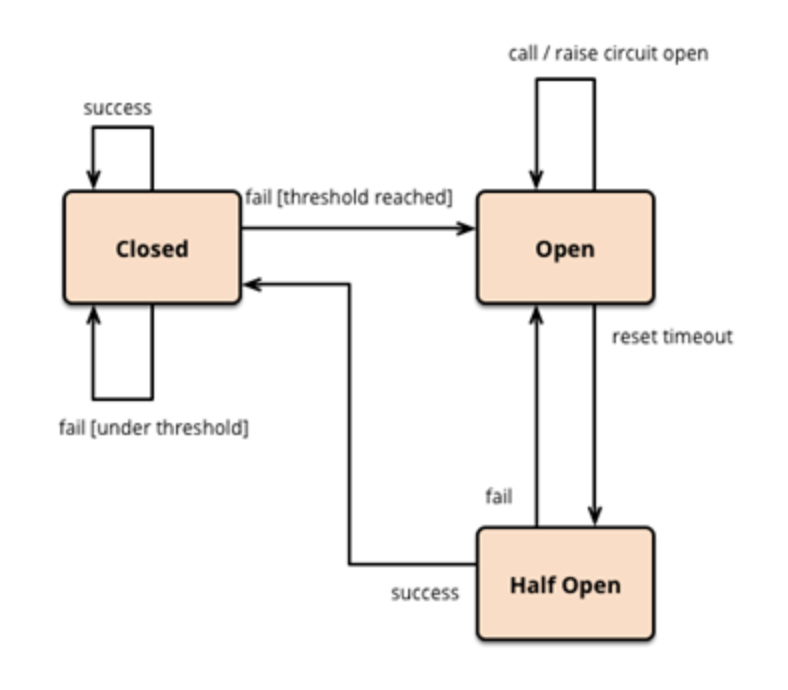 call / raise circuit open
success
fail [threshold reached]
Closed
Open
reset timeout
fail [under threshold]
fail
Half Open
success